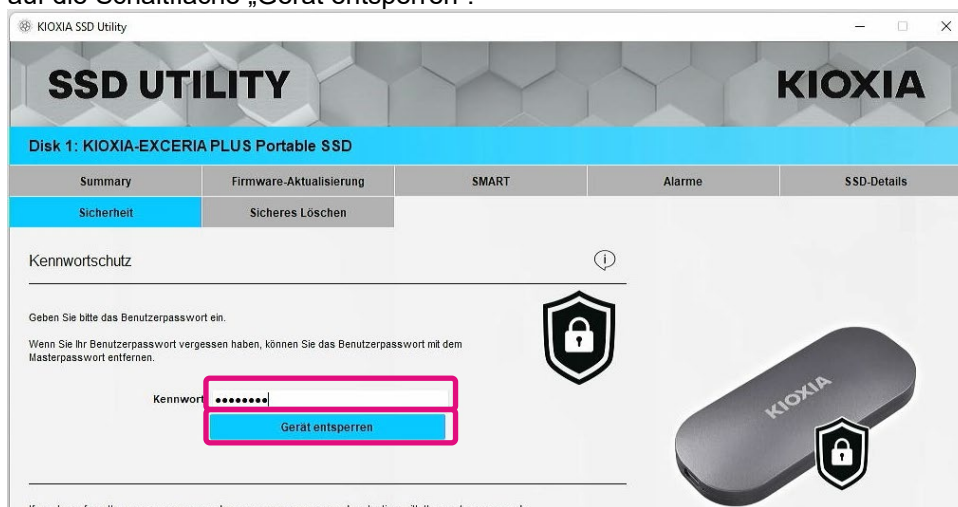 auf die Schaltfläche „Gerät entsperren“.
KIOXIA SSD Utility
SSD UTILITY
KIOXIA
Disk 1: KIOXIA-EXCERIA PLUS Portable SSD
Summary Firmware-Aktualisierung SMART Alarme SSD-Details
Sicherheit Sicheres Löschen
Kennwortschutz
Geben Sie bitte das Benutzerpasswort ein.
Wenn Sie Ihr Benutzerpasswort vergessen haben, können Sie das Benutzerpasswort mit dem
Masterpasswort entfernen.
Kennwort ••••••••
Gerät entsperren
KIOXIA